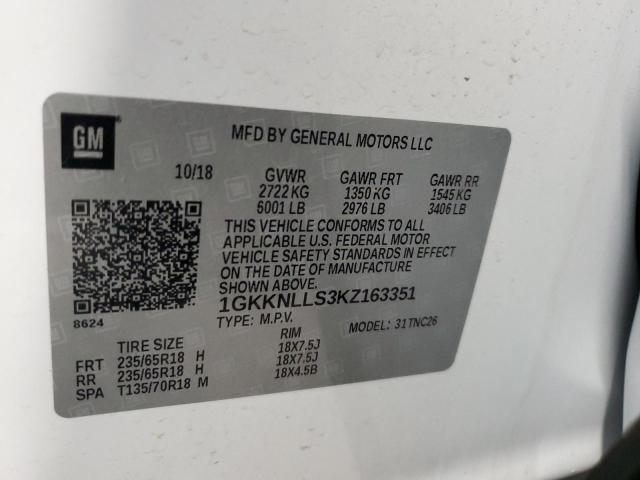 GM
MFD BY GENERAL MOTORS LLC
10/18 GVWR GAWR FRT GAWR RR
2722 KG 1350 KG 1545 KG
6001 LB 2976 LB 3406 LB
THIS VEHICLE CONFORMS TO ALL
APPLICABLE U.S. FEDERAL MOTOR
VEHICLE SAFETY STANDARDS IN EFFECT
ON THE DATE OF MANUFACTURE
SHOWN ABOVE.
1GKKNLLS3KZ163351
8624
TYPE: M.P.V. MODEL: 31TNC26
TIRE SIZE RIM
FRT 235/65R18 H 18X7.5J
RR 235/65R18 H 18X7.5J
SPA T135/70R18 M 18X4.5B